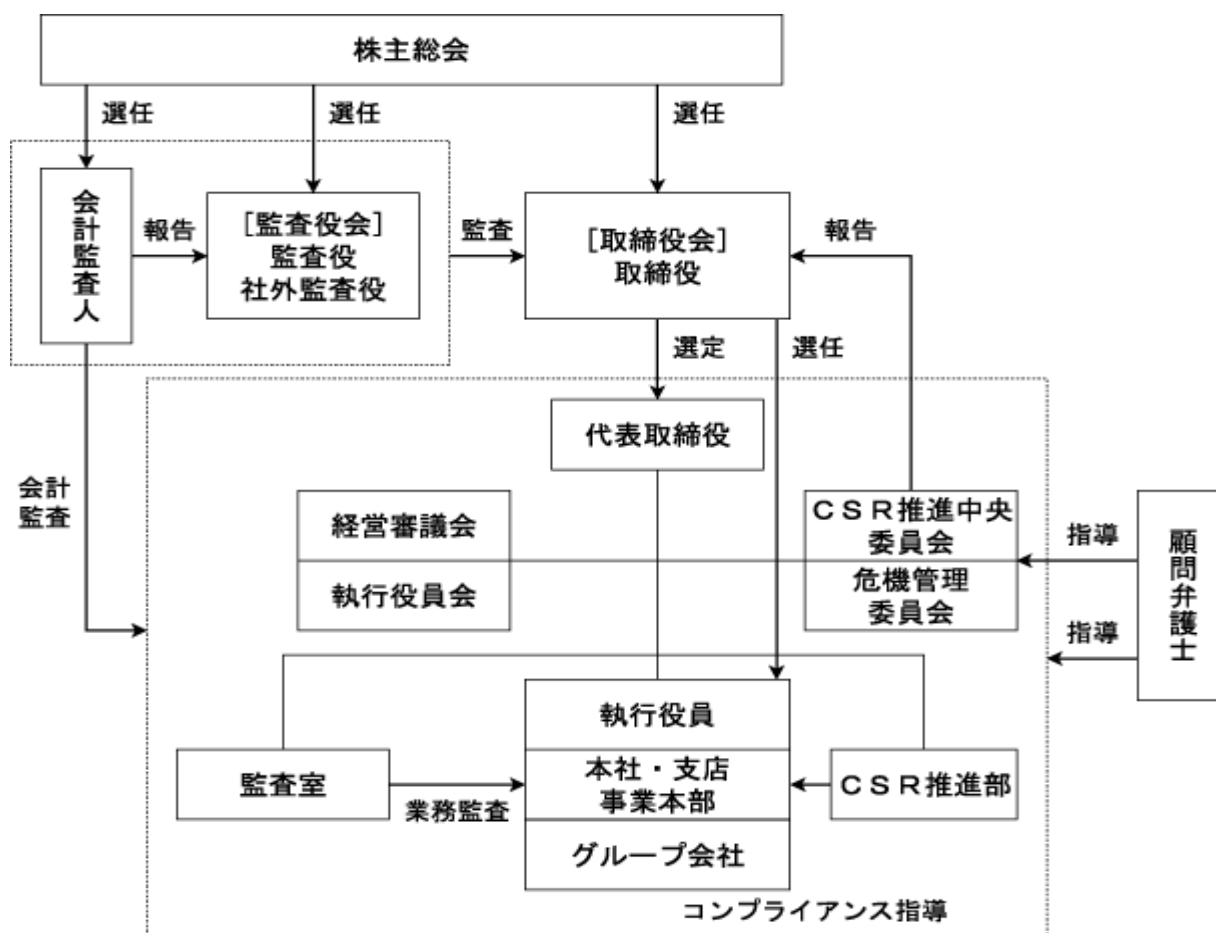 株主総会
選任
選任
選任
会計監査人
報告
[監査役会]
監査役
社外監査役
監査
[取締役会]
取締役
報告
選定
選任
代表取締役
会計
監査
経営審議会
執行役員会
CSR推進中央
委員会
危機管理
委員会
指導
指導
顧問弁護士
執行役員
監査室
業務監査
本社・支店
事業本部
CSR推進部
グループ会社
コンプライアンス指導